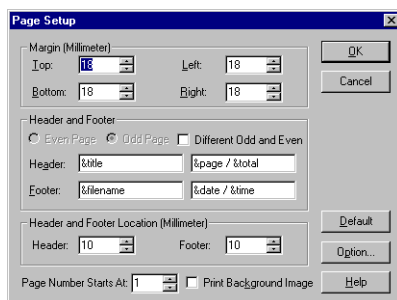 Page Setup
Margin (Millimeter)
Top: 18 Left: 18
Bottom: 18 Right: 18
OK
Cancel
Header and Footer
Even Page Odd Page Different Odd and Even
Header: &title &page / &total
Footer: &filename &date / &time
Header and Footer Location (Millimeter)
Header: 10 Footer: 10
Default
Option...
Page Number Starts At: 1 Print Background Image
Help